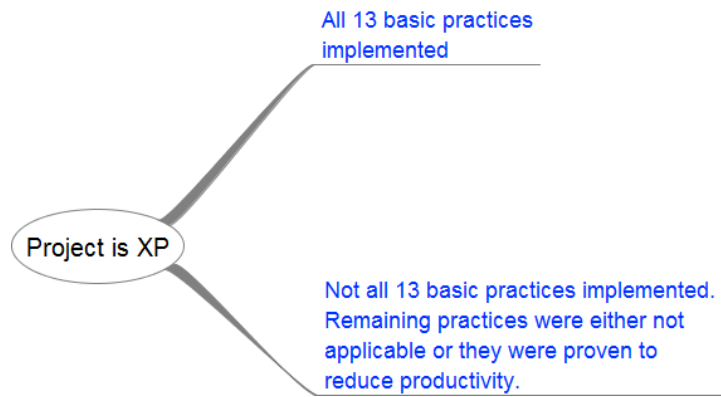 All 13 basic practices
implemented
Project is XP
Not all 13 basic practices implemented.
Remaining practices were either not
applicable or they were proven to
reduce productivity.